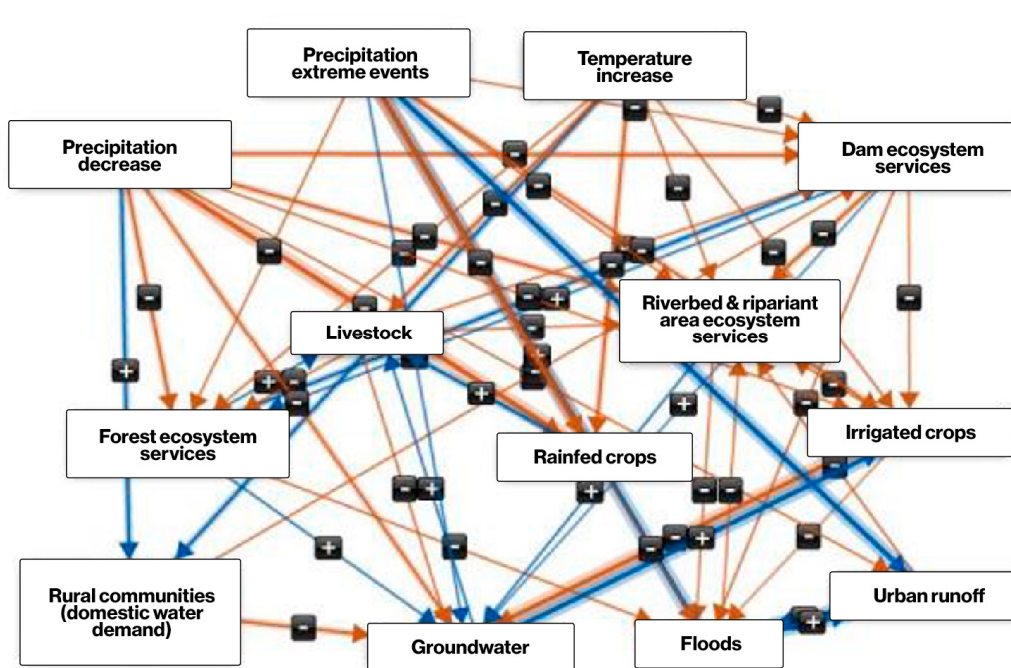 Precipitation
extreme events
Temperature
increase
Precipitation
decrease
Dam ecosystem
services
Riverbed & ripariant
area ecosystem
services
Livestock
Forest ecosystem
services
Rainfed crops
Irrigated crops
Rural communities
(domestic water
demand)
Groundwater
Floods
Urban runoff